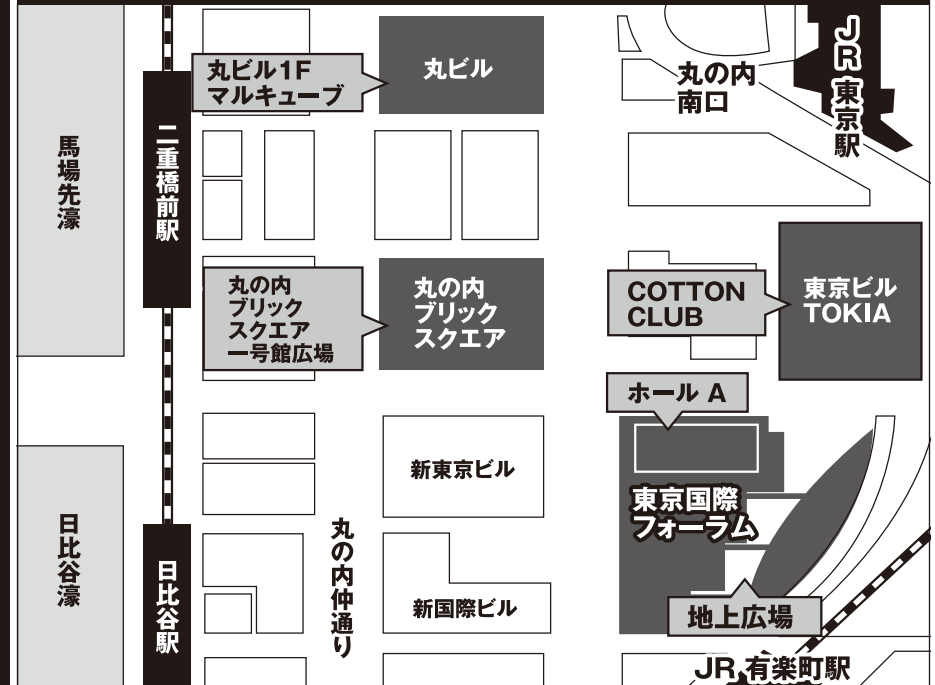 丸ビル1F
マルキューブ
丸ビル
丸の内
南口
JR 東京駅
馬場先濠
二重橋前駅
丸の内
ブリック
スクエア
一号館広場
丸の内
ブリック
スクエア
COTTON
CLUB
東京ビル
TOKIA
ホール A
新東京ビル
東京国際
フォーラム
日比谷濠
日比谷駅
丸の内仲通り
新国際ビル
地上広場
JR 有楽町駅